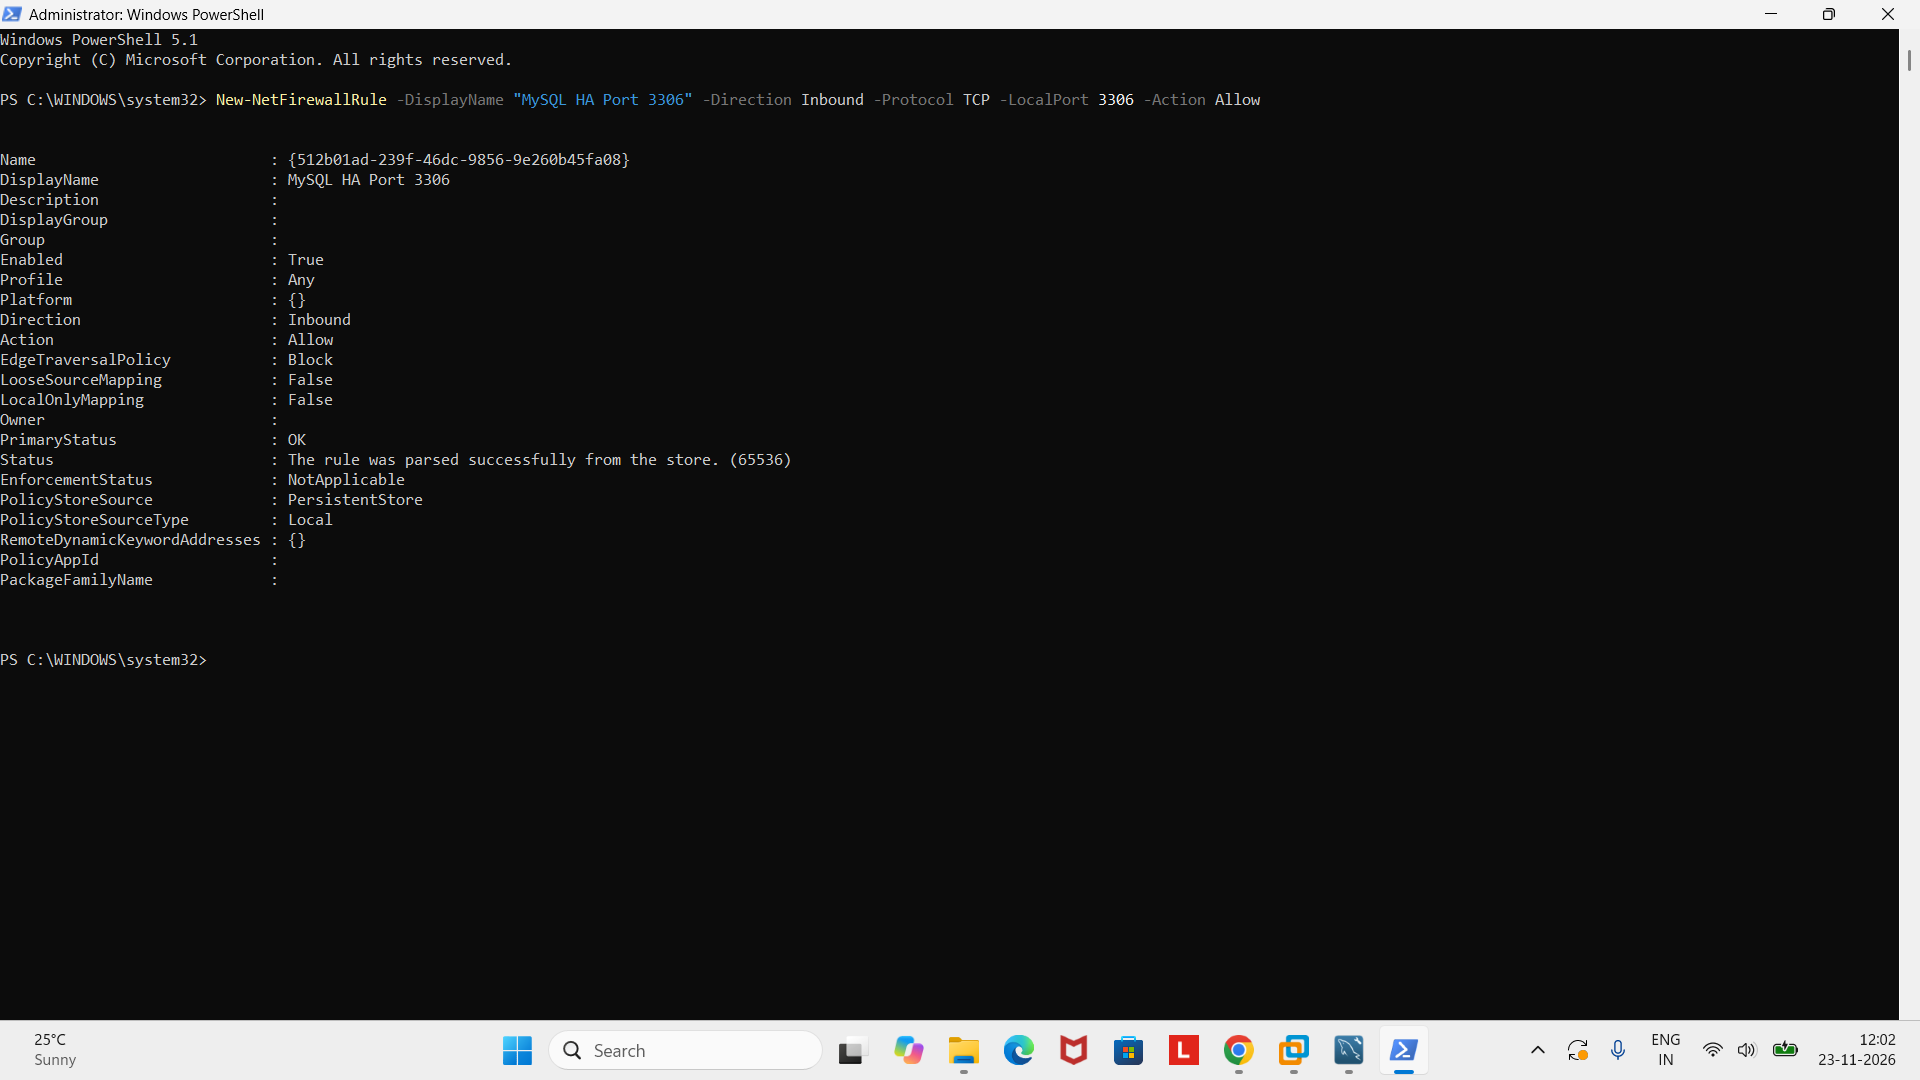 Administrator: Windows PowerShell
Windows PowerShell 5.1
Copyright (C) Microsoft Corporation. All rights reserved.
PS C:\WINDOWS\system32> New-NetFirewallRule -DisplayName "MySQL HA Port 3306" -Direction Inbound -Protocol TCP -LocalPort 3306 -Action Allow
Name : {512b01ad-239f-46dc-9856-9e260b45fa08}
DisplayName : MySQL HA Port 3306
Description :
DisplayGroup :
Group :
Enabled : True
Profile : Any
Platform : {}
Direction : Inbound
Action : Allow
EdgeTraversalPolicy : Block
LooseSourceMapping : False
LocalOnlyMapping : False
Owner :
PrimaryStatus : OK
Status : The rule was parsed successfully from the store. (65536)
EnforcementStatus : NotApplicable
PolicyStoreSource : PersistentStore
PolicyStoreSourceType : Local
RemoteDynamicKeywordAddresses : {}
PolicyAppId :
PackageFamilyName :
PS C:\WINDOWS\system32>
25°C
Sunny
Search
L
ENG
IN
12:02
23-11-2026